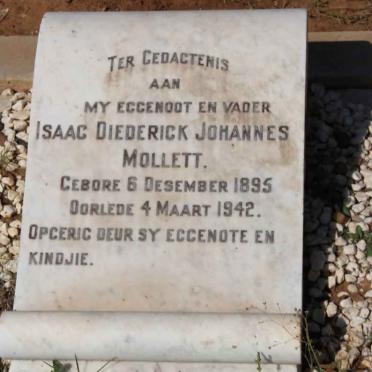 TER GEDACTENIS
AAN
MY EGGENOOT EN VADER
ISAAC DIEDERICK JOHANNES
MOLLETT.
GEBORE 6 DESEMBER 1895
OORLEDE 4 MAART 1942.
OPGERIG DEUR SY EGGENOTE EN
KINDJIE.